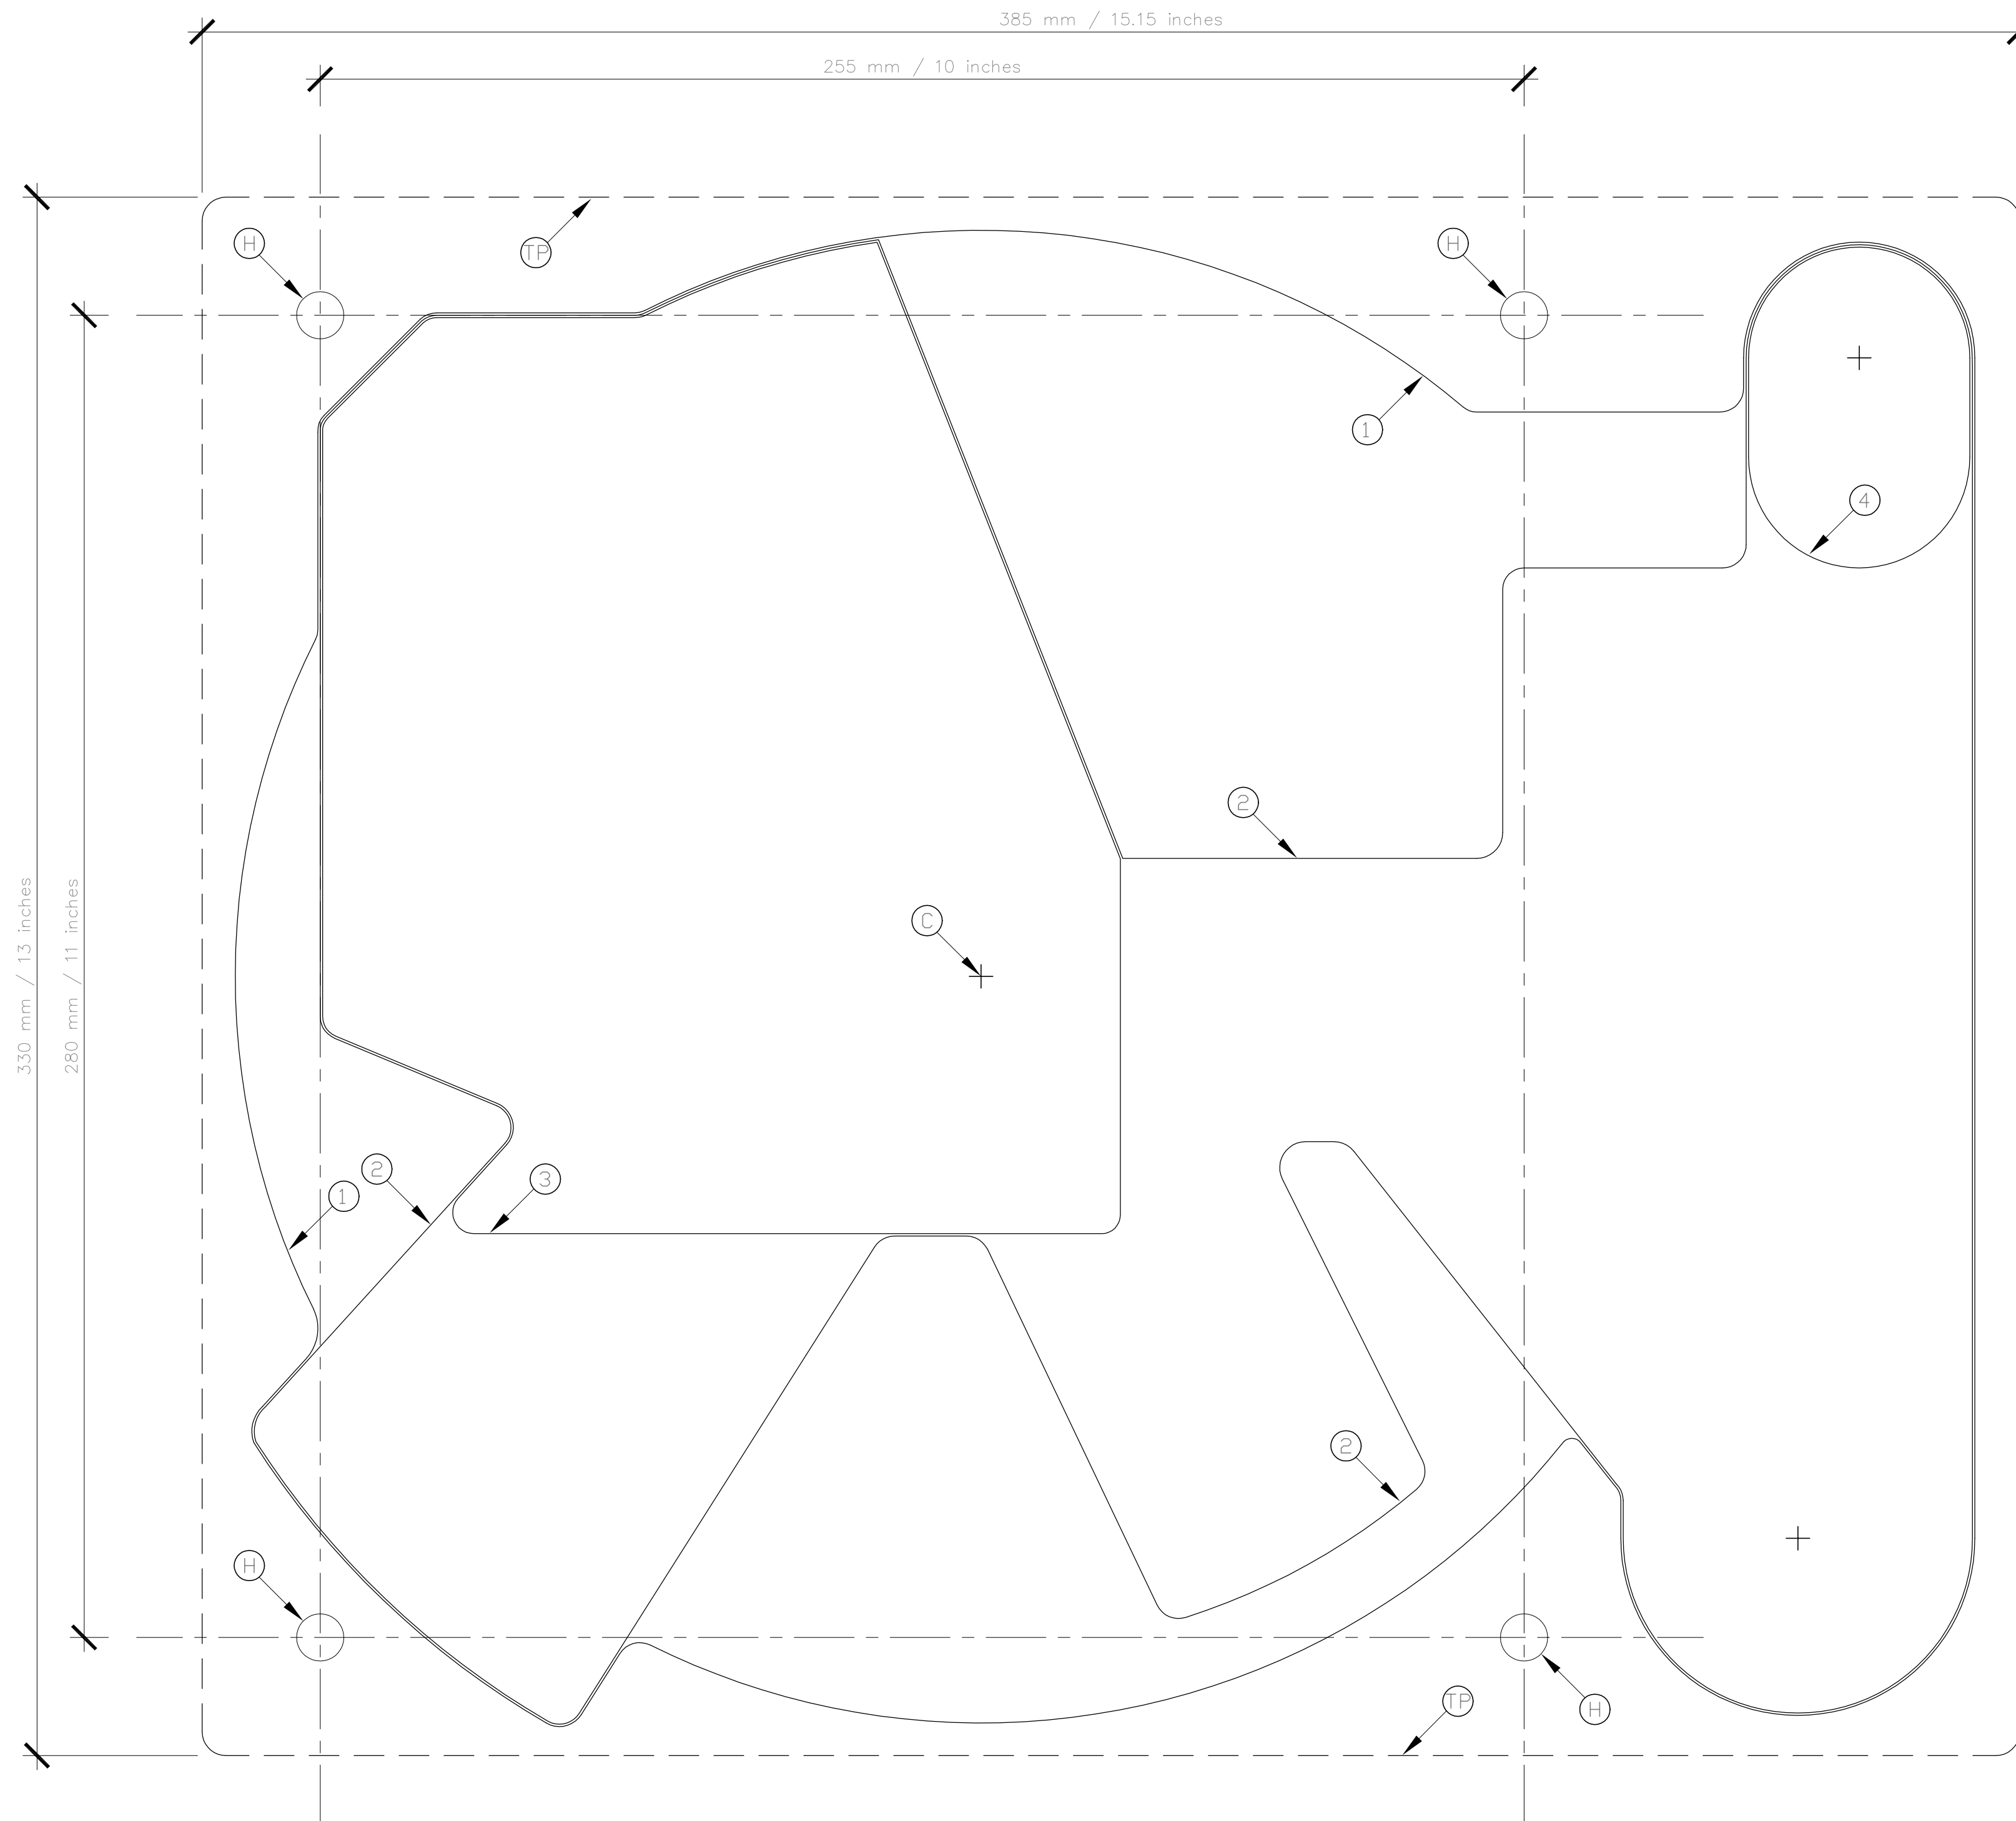 385 mm / 15.15 inches
255 mm / 10 inches
H
TP
H
1
4
2
330 mm / 13 inches
280 mm / 11 inches
C
2
3
1
2
H
TP
H